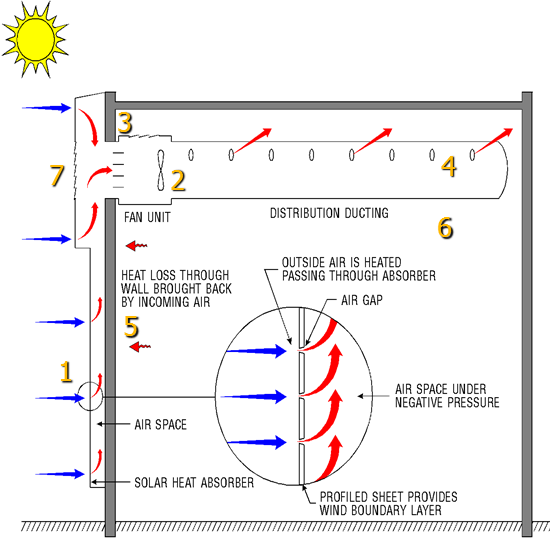 3
7
2
4
FAN UNIT
DISTRIBUTION DUCTING
6
HEAT LOSS THROUGH
WALL BROUGHT BACK
BY INCOMING AIR
OUTSIDE AIR IS HEATED
PASSING THROUGH ABSORBER
AIR GAP
5
1
AIR SPACE UNDER
NEGATIVE PRESSURE
AIR SPACE
SOLAR HEAT ABSORBER
PROFILED SHEET PROVIDES
WIND BOUNDARY LAYER